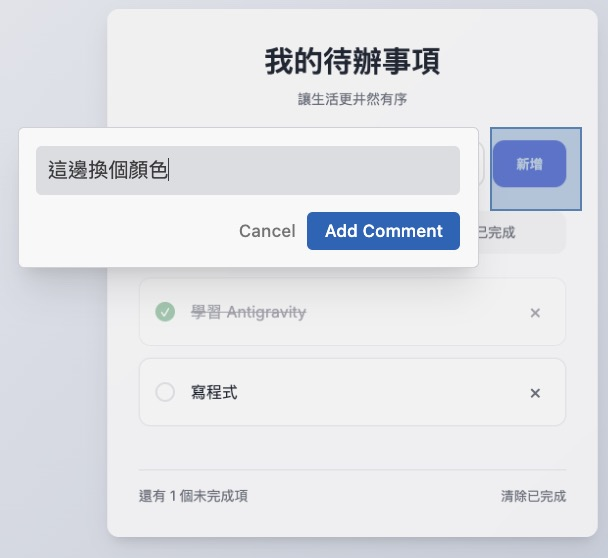 我的待辦事項
讓生活更井然有序
這邊換個顏色
新增
Cancel
Add Comment
已完成
學習 Antigravity
寫程式
還有 1 個未完成項
清除已完成